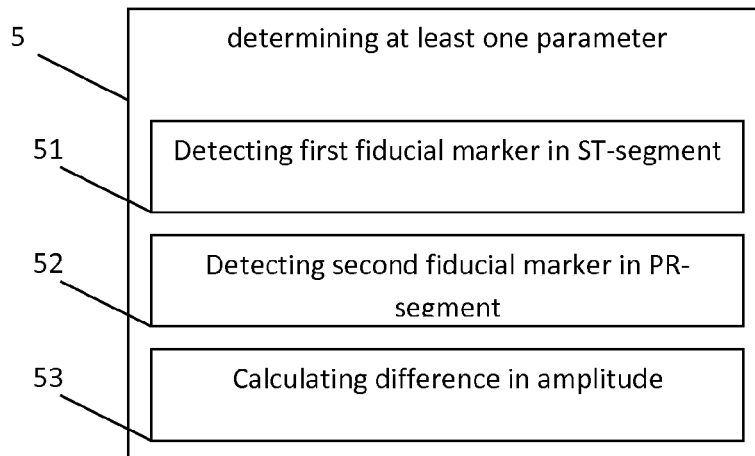 5
determining at least one parameter
51
Detecting first fiducial marker in ST-segment
52
Detecting second fiducial marker in PR-
segment
53
Calculating difference in amplitude